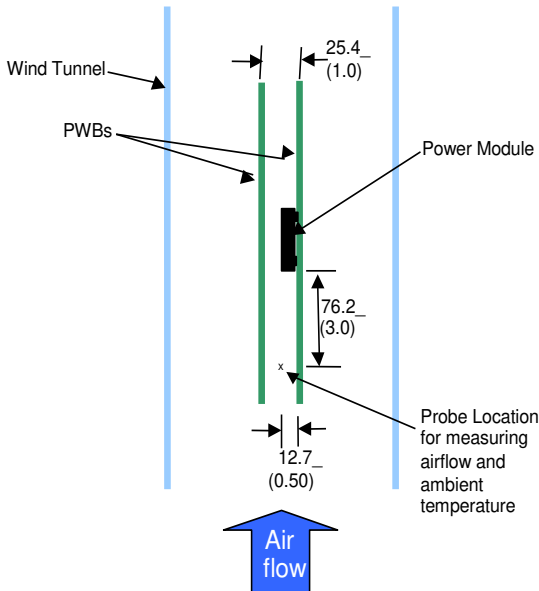 25.4_
(1.0)
Wind Tunnel
PWBs
Power Module
76.2_
(3.0)
x
Probe Location
for measuring
airflow and
ambient
temperature
12.7_
(0.50)
Air
flow